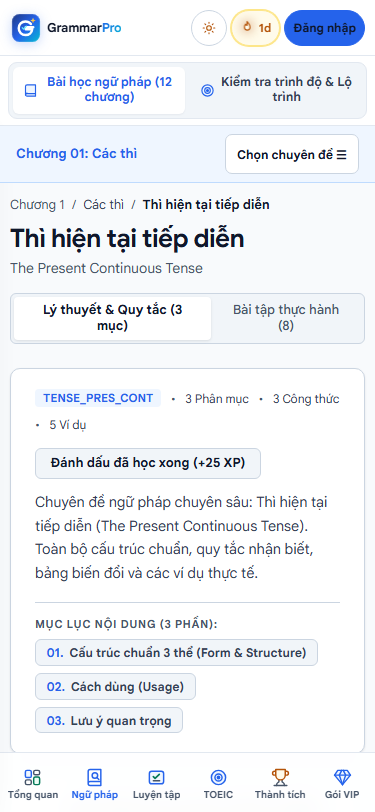 GrammarPro
1d
Đăng nhập
Bài học ngữ pháp (12
chương)
Kiểm tra trình độ & Lộ
trình
Chương 01: Các thì
Chọn chuyên đề ☰
Chương 1 / Các thì / Thì hiện tại tiếp diễn
Thì hiện tại tiếp diễn
The Present Continuous Tense
Lý thuyết & Quy tắc (3
mục)
Bài tập thực hành
(8)
TENSE_PRES_CONT • 3 Phân mục • 3 Công thức
• 5 Ví dụ
Đánh dấu đã học xong (+25 XP)
Chuyên đề ngữ pháp chuyên sâu: Thì hiện tại
tiếp diễn (The Present Continuous Tense).
Toàn bộ cấu trúc chuẩn, quy tắc nhận biết,
bảng biến đổi và các ví dụ thực tế.
MỤC LỤC NỘI DUNG (3 PHẦN):
01. Cấu trúc chuẩn 3 thể (Form & Structure)
02. Cách dùng (Usage)
03. Lưu ý quan trọng
Tổng quan
Ngữ pháp
Luyện tập
TOEIC
Thành tích
Gói VIP